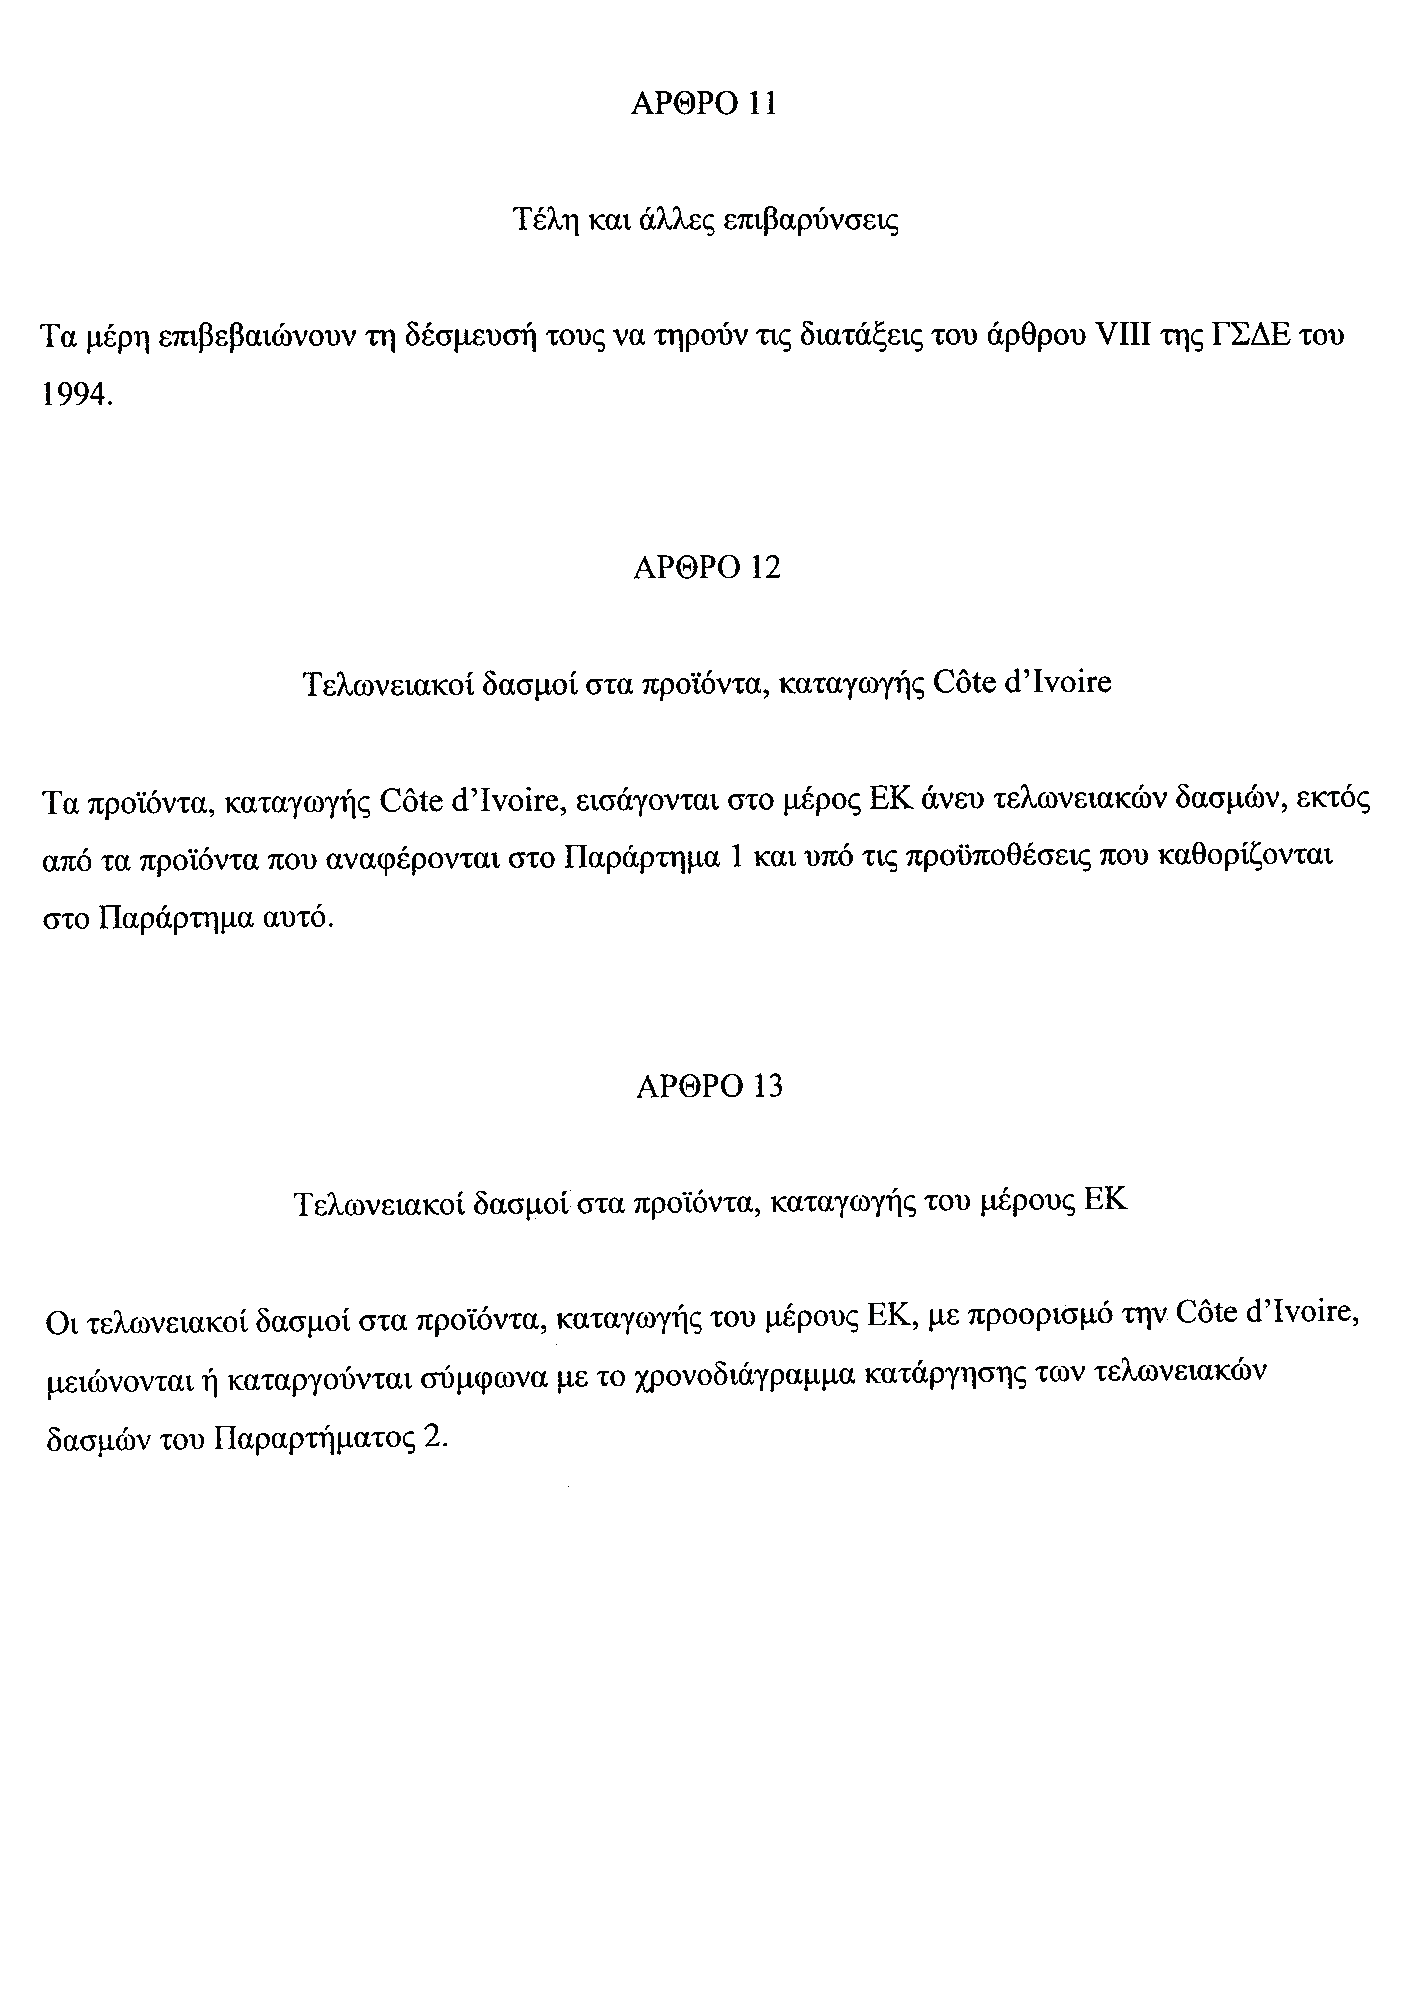 ΑΡΘΡΟ 11
Τέλη και άλλες επιβαρύνσεις
Τα μέρη επιβεβαιώνουν τη δέσμευσή τους να τηρούν τις διατάξεις του άρθρου VIII της ΓΣΔΕ του
1994.
ΑΡΘΡΟ 12
Τελωνειακοί δασμοί στα προϊόντα, καταγωγής Côte d’Ivoire
Τα προϊόντα, καταγωγής Côte d’Ivoire, εισάγονται στο μέρος ΕΚ άνευ τελωνειακών δασμών, εκτός
από τα προϊόντα που αναφέρονται στο Παράρτημα 1 και υπό τις προϋποθέσεις που καθορίζονται
στο Παράρτημα αυτό.
ΑΡΘΡΟ 13
Τελωνειακοί δασμοί στα προϊόντα, καταγωγής του μέρους ΕΚ
Οι τελωνειακοί δασμοί στα προϊόντα, καταγωγής του μέρους ΕΚ, με προορισμό την Côte d’Ivoire,
μειώνονται ή καταργούνται σύμφωνα με το χρονοδιάγραμμα κατάργησης των τελωνειακών
δασμών του Παραρτήματος 2.